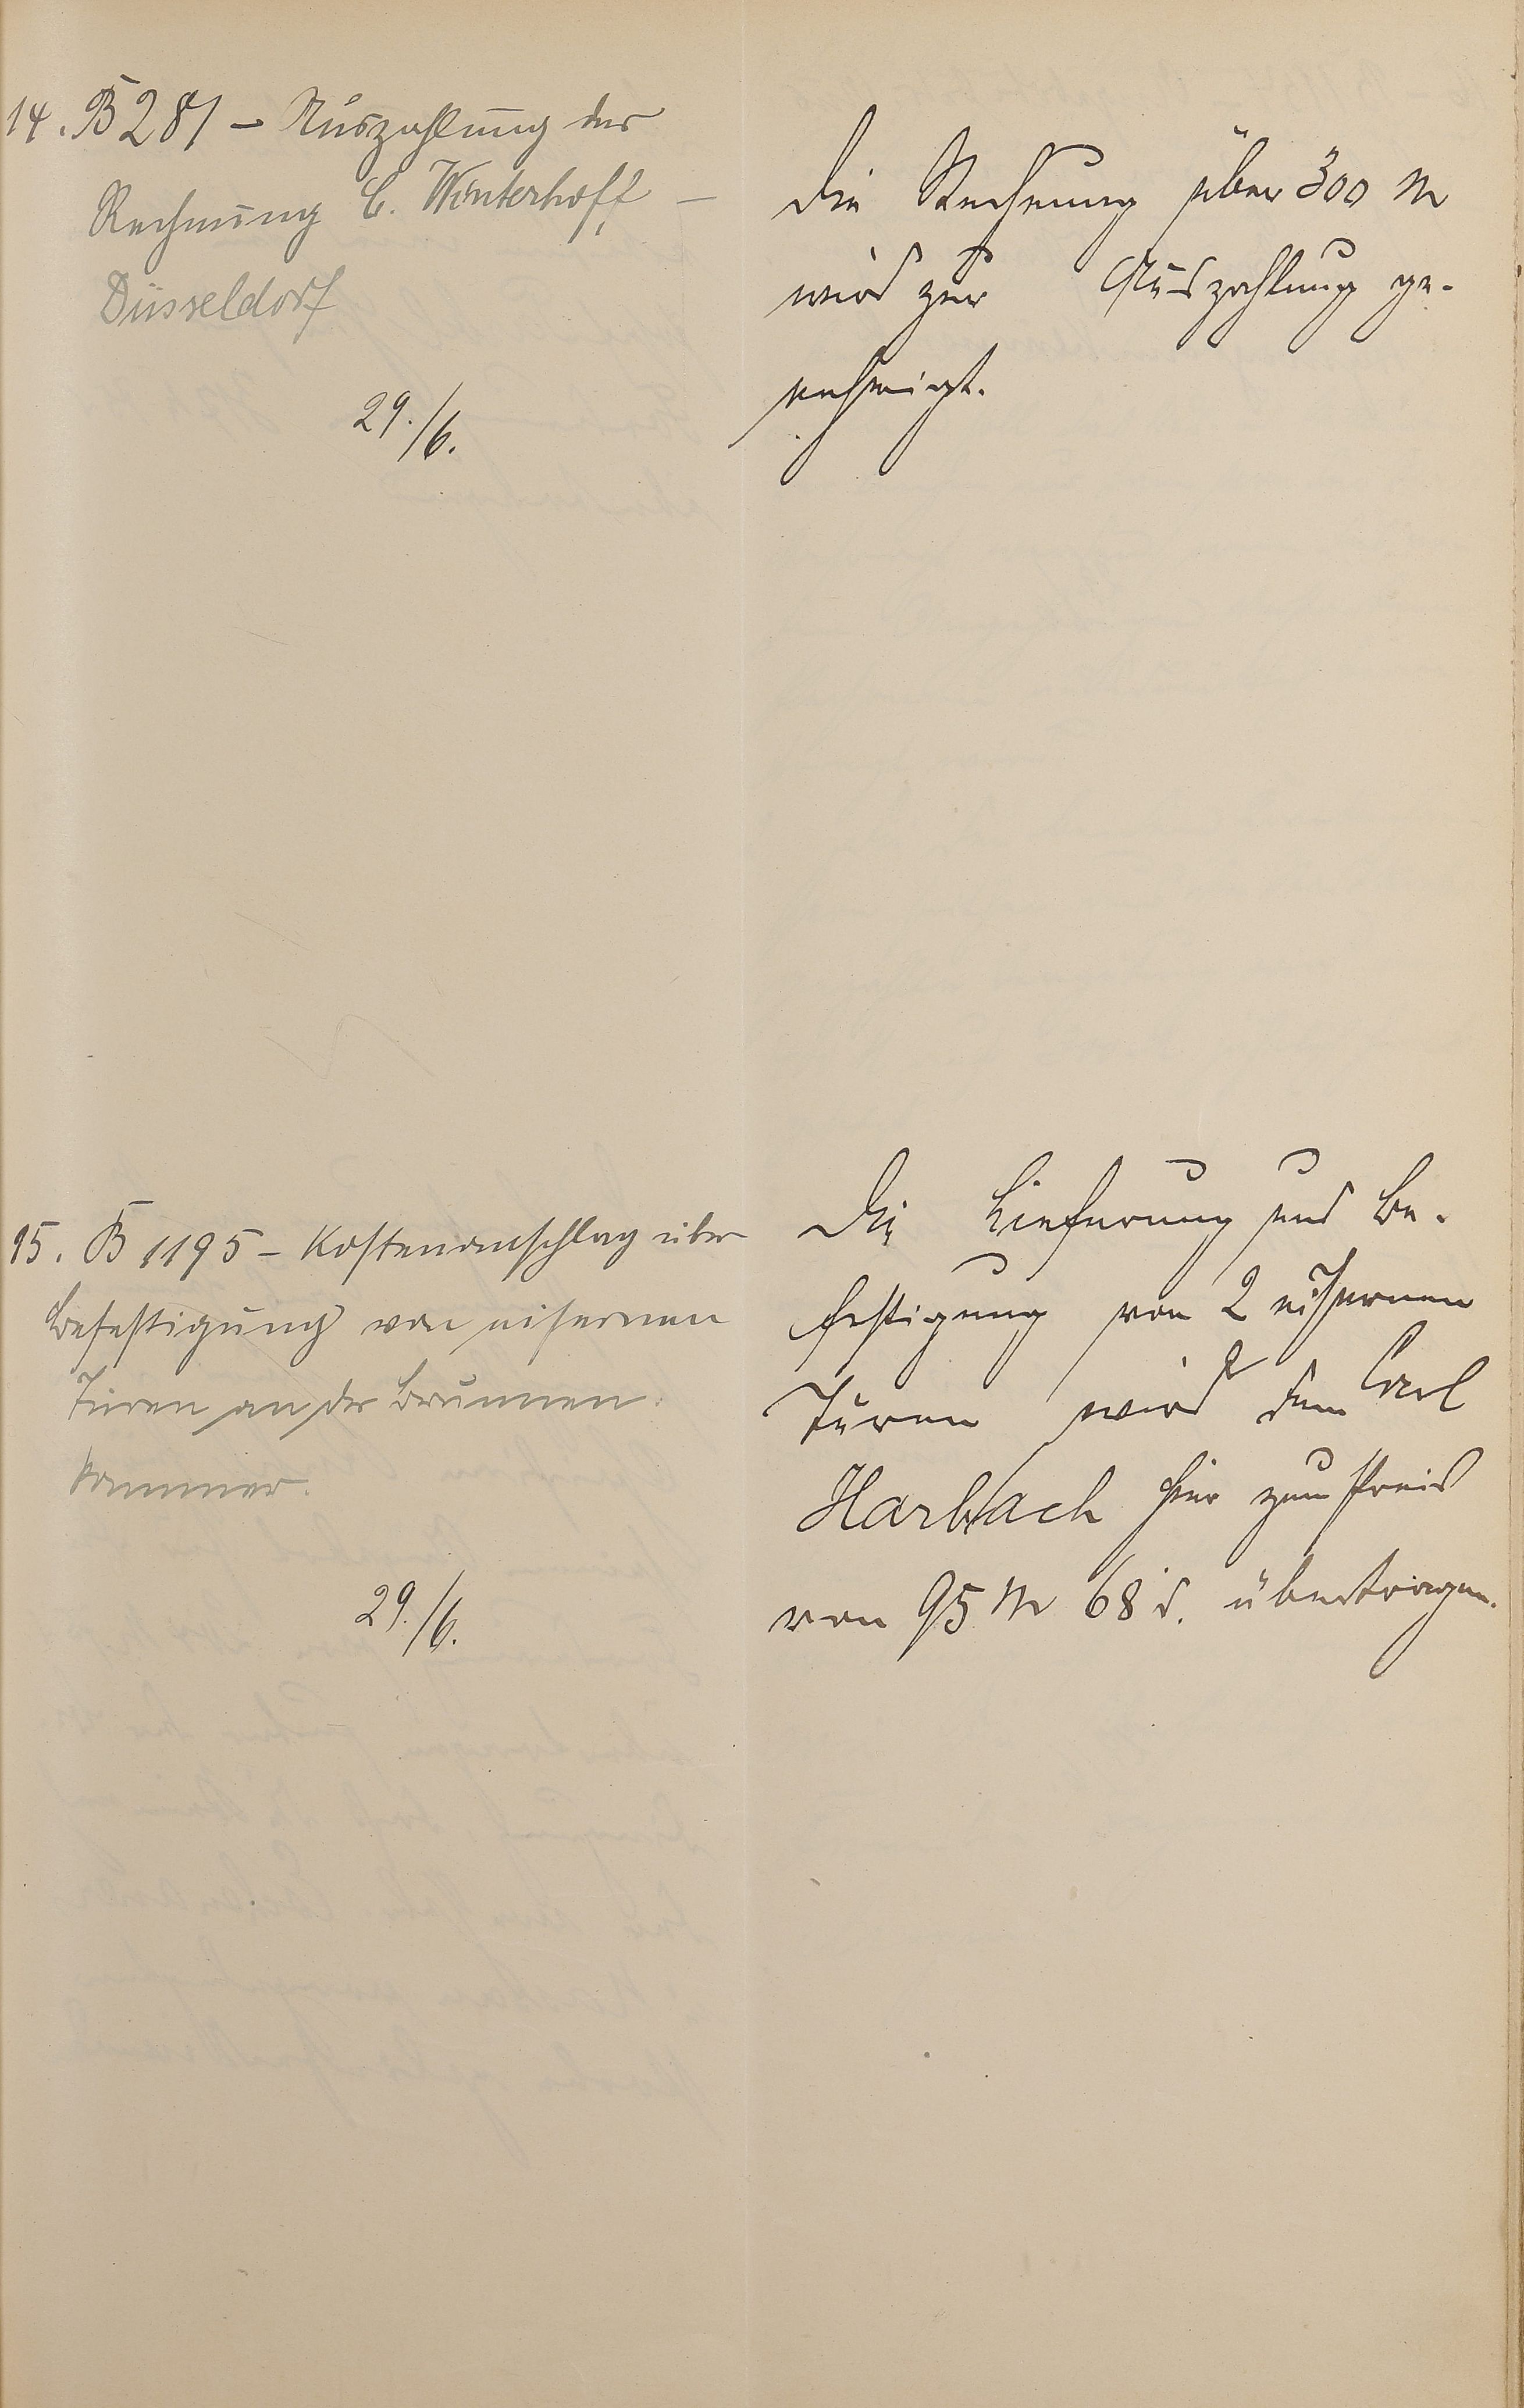 14. B 281 - Auszahlung der
Rechnung C. Winterhoff -
Düsseldorf
29./6.
Die Rechnung über 300 M
wird zur Auszahlung ge-
nehmigt.
15. B 1195 - Kostenanschlag über
Befestigung von eisernen
Türen an der Brunnen-
kammer.
29./6.
Die Lieferung und Be-
festigung von 2 eisernen
Türen wird dem Carl
Harbach hier zum Preis
von 95 M 68 d. übertragen.